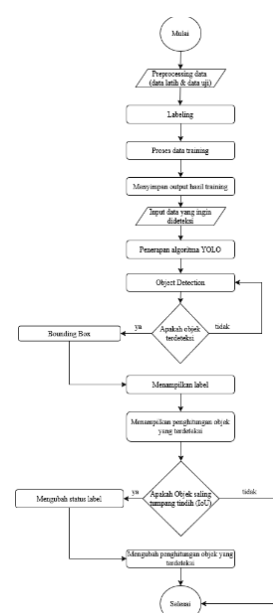 Mulai
Preprocessing data
(data latih & data uji)
Labeling
Proses data training
Menyimpan output hasil training
Input data yang ingin
dideteksi
Penerapan algoritma YOLO
Object Detection
Apakah objek
terdeteksi
ya
tidak
Bounding Box
Menampilkan label
Menampilkan penghitungan objek
yang terdeteksi
Apakah Objek saling
tumpang tindih (IoU)
ya
tidak
Mengubah status label
Mengubah penghitungan objek yang
terdeteksi
Selesai